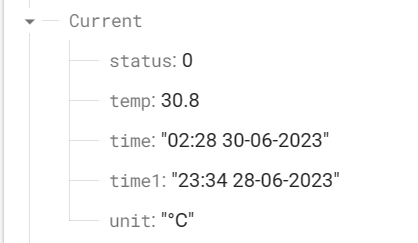 Current
status: 0
temp: 30.8
time: "02:28 30-06-2023"
time1: "23:34 28-06-2023"
unit: "°C"